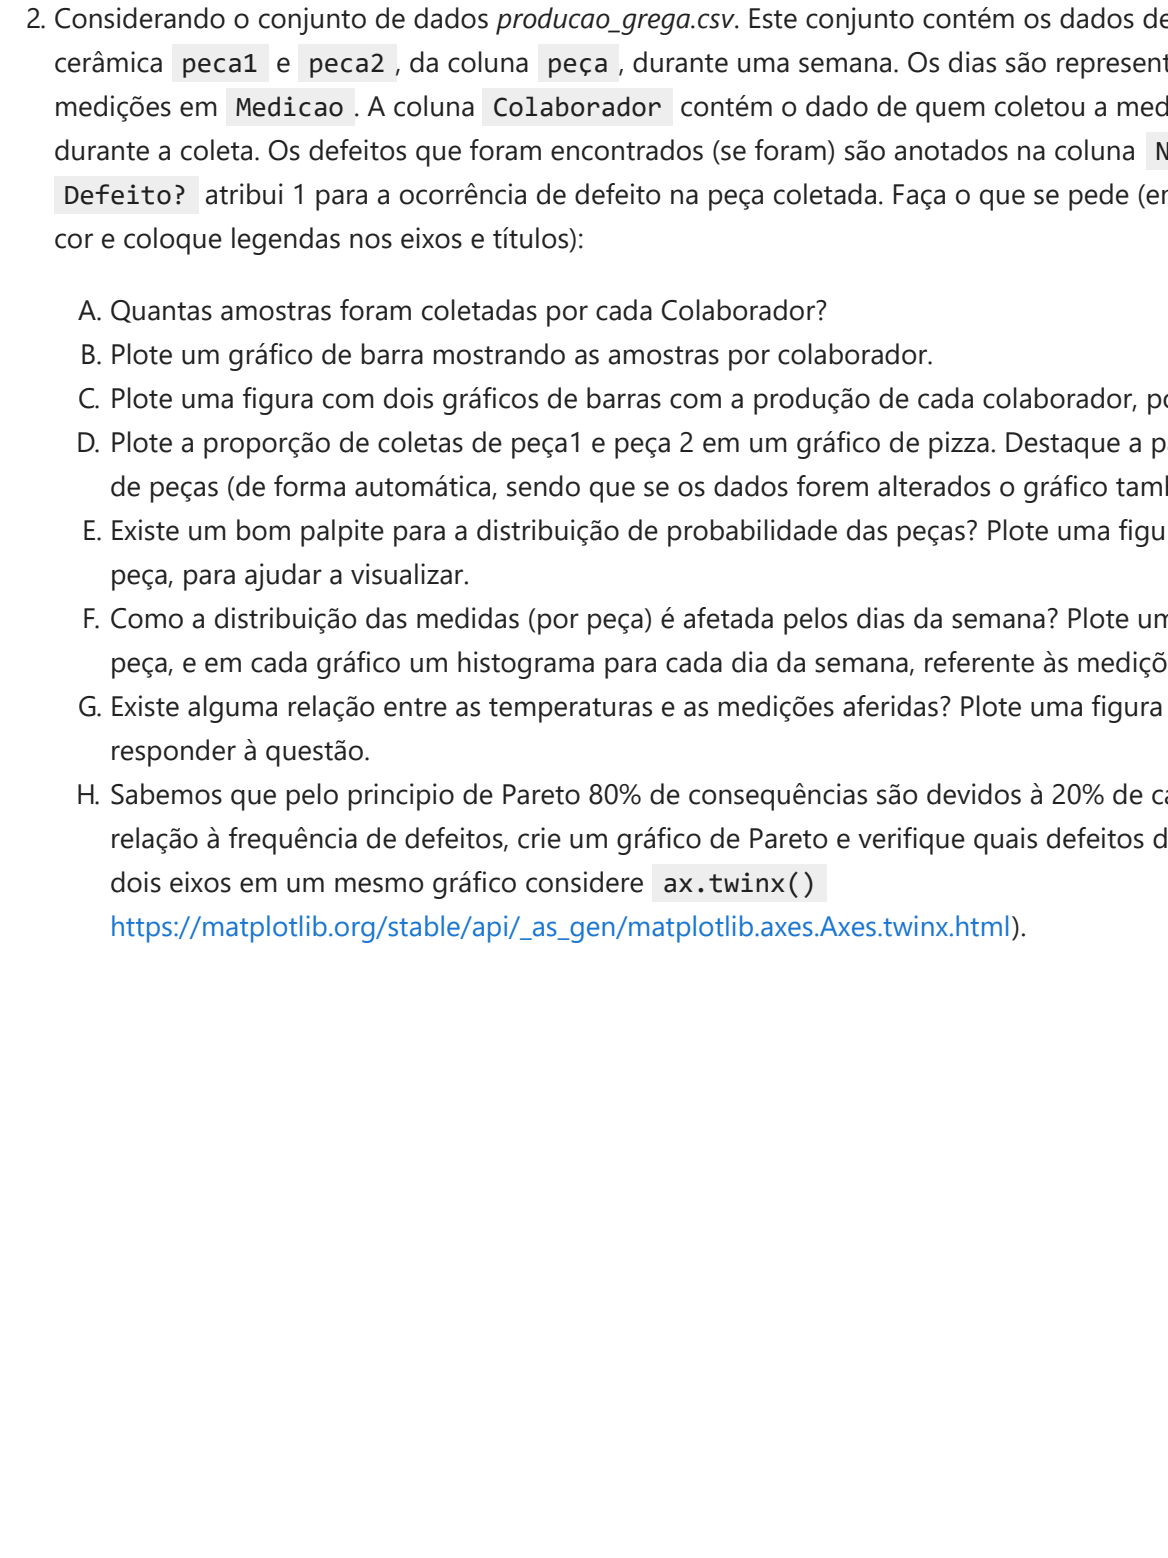 2. Considerando o conjunto de dados producao_grega.csv. Este conjunto contém os dados de
cerâmica peca1 e peca2 , da coluna peça , durante uma semana. Os dias são represent
medições em Medicao . A coluna Colaborador contém o dado de quem coletou a med
durante a coleta. Os defeitos que foram encontrados (se foram) são anotados na coluna N
Defeito? atribui 1 para a ocorrência de defeito na peça coletada. Faça o que se pede (em
cor e coloque legendas nos eixos e títulos):
A. Quantas amostras foram coletadas por cada Colaborador?
B. Plote um gráfico de barra mostrando as amostras por colaborador.
C. Plote uma figura com dois gráficos de barras com a produção de cada colaborador, po
D. Plote a proporção de coletas de peça1 e peça 2 em um gráfico de pizza. Destaque a pa
de peças (de forma automática, sendo que se os dados forem alterados o gráfico tamb
E. Existe um bom palpite para a distribuição de probabilidade das peças? Plote uma figu
peça, para ajudar a visualizar.
F. Como a distribuição das medidas (por peça) é afetada pelos dias da semana? Plote um
peça, e em cada gráfico um histograma para cada dia da semana, referente às mediçõ
G. Existe alguma relação entre as temperaturas e as medições aferidas? Plote uma figura
responder à questão.
H. Sabemos que pelo principio de Pareto 80% de consequências são devidos à 20% de ca
relação à frequência de defeitos, crie um gráfico de Pareto e verifique quais defeitos d
dois eixos em um mesmo gráfico considere ax.twinx()
https://matplotlib.org/stable/api/_as_gen/matplotlib.axes.Axes.twinx.html).